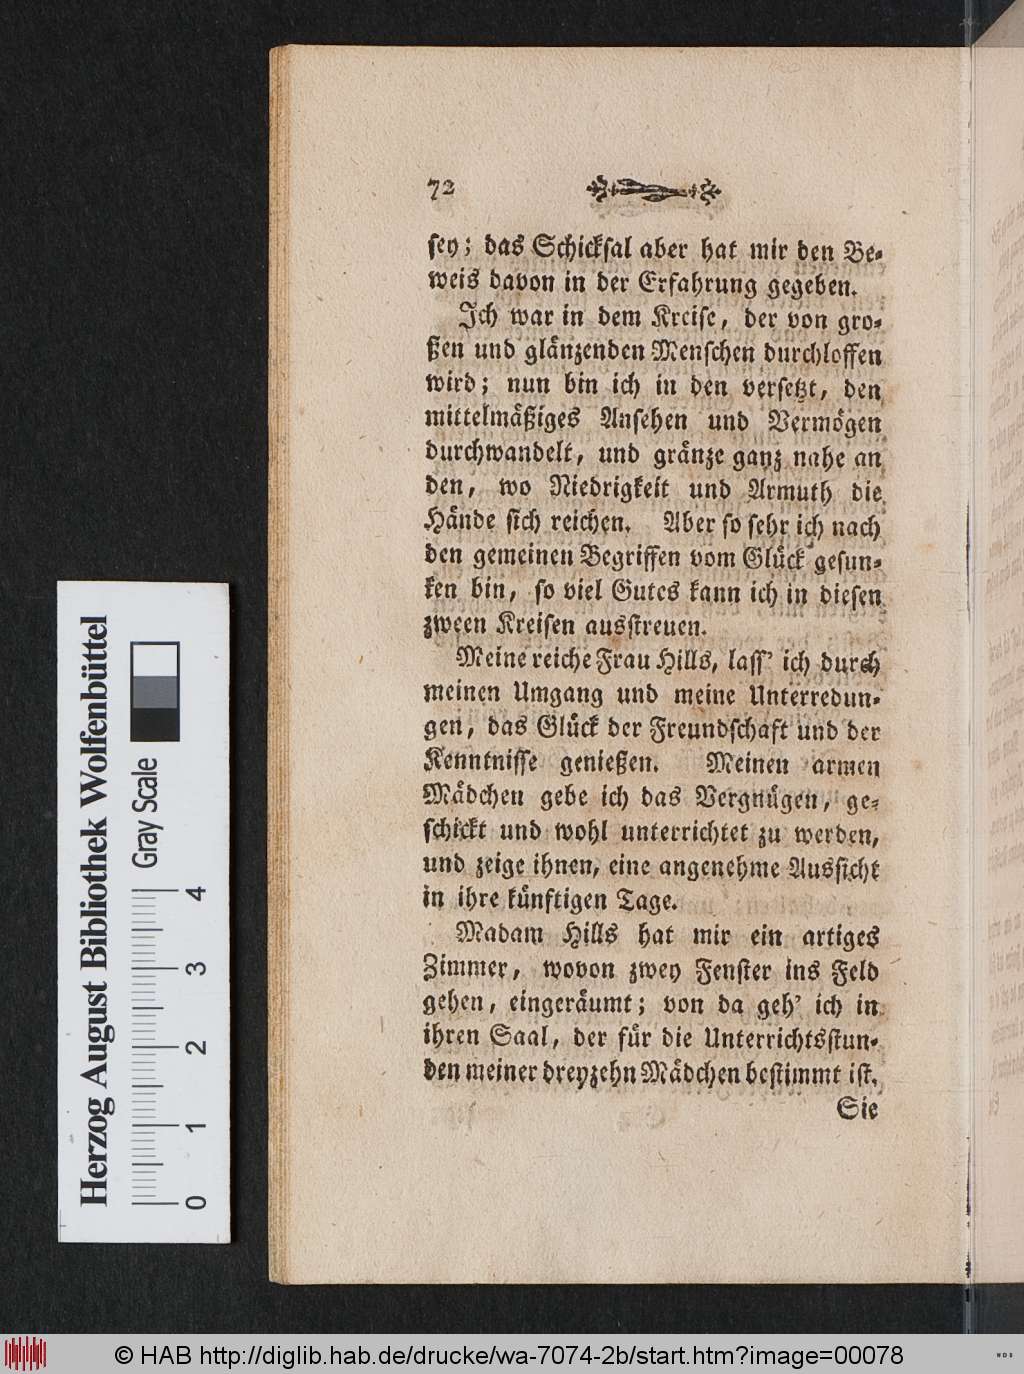 72
ſey; das Schickſal aber hat mir den Be-
weis davon in der Erfahrung gegeben.
Ich war in dem Kreiſe, der von gro-
ßen und glänzenden Menſchen durchloffen
wird; nun bin ich in den verſetzt, den
mittelmäßiges Anſehen und Vermögen
durchwandelt, und gränze ganz nahe an
den, wo Niedrigkeit und Armuth die
Hände ſich reichen. Aber ſo ſehr ich nach
den gemeinen Begriffen vom Glück geſun-
ken bin, ſo viel Gutes kann ich in dieſen
zween Kreiſen ausſtreuen.
Meine reiche Frau Hills, laſſ' ich durch
meinen Umgang und meine Unterredun-
gen, das Glück der Freundſchaft und der
Kenntniſſe genießen. Meinen armen
Mädchen gebe ich das Vergnügen, ge-
ſchickt und wohl unterrichtet zu werden,
und zeige ihnen, eine angenehme Ausſicht
in ihre künftigen Tage.
Madam Hills hat mir ein artiges
Zimmer, wovon zwey Fenſter ins Feld
gehen, eingeräumt; von da geh' ich in
ihren Saal, der für die Unterrichtsſtun-
den meiner dreyzehn Mädchen beſtimmt iſt.
Sie
Herzog August Bibliothek Wolfenbüttel
Gray Scale
0 1 2 3 4
© HAB http://diglib.hab.de/drucke/wa-7074-2b/start.htm?image=00078
WDB